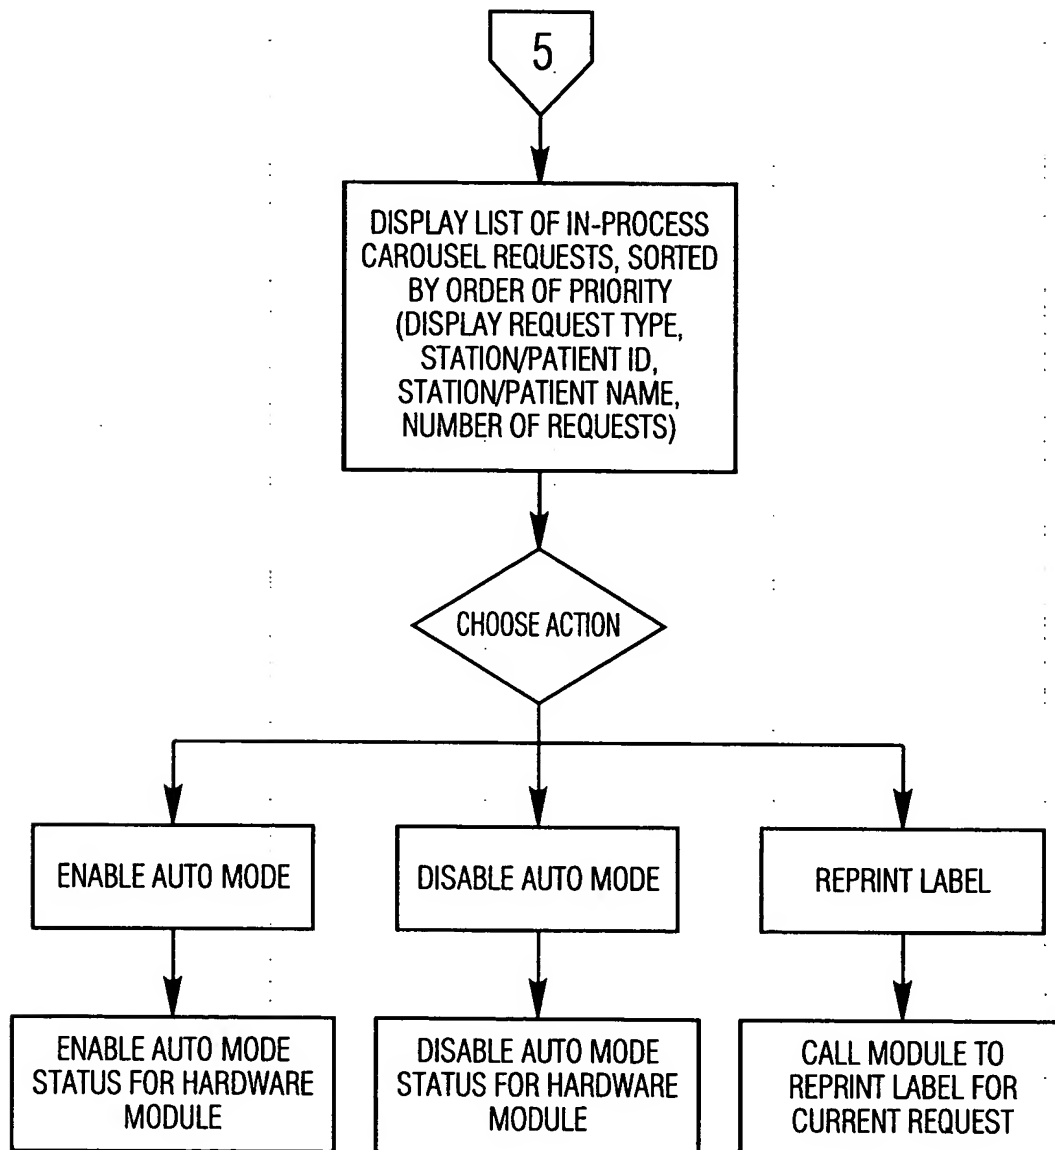 5
DISPLAY LIST OF IN-PROCESS
CAROUSEL REQUESTS, SORTED
BY ORDER OF PRIORITY
(DISPLAY REQUEST TYPE,
STATION/PATIENT ID,
STATION/PATIENT NAME,
NUMBER OF REQUESTS)
CHOOSE ACTION
ENABLE AUTO MODE
DISABLE AUTO MODE
REPRINT LABEL
ENABLE AUTO MODE
STATUS FOR HARDWARE
MODULE
DISABLE AUTO MODE
STATUS FOR HARDWARE
MODULE
CALL MODULE TO
REPRINT LABEL FOR
CURRENT REQUEST